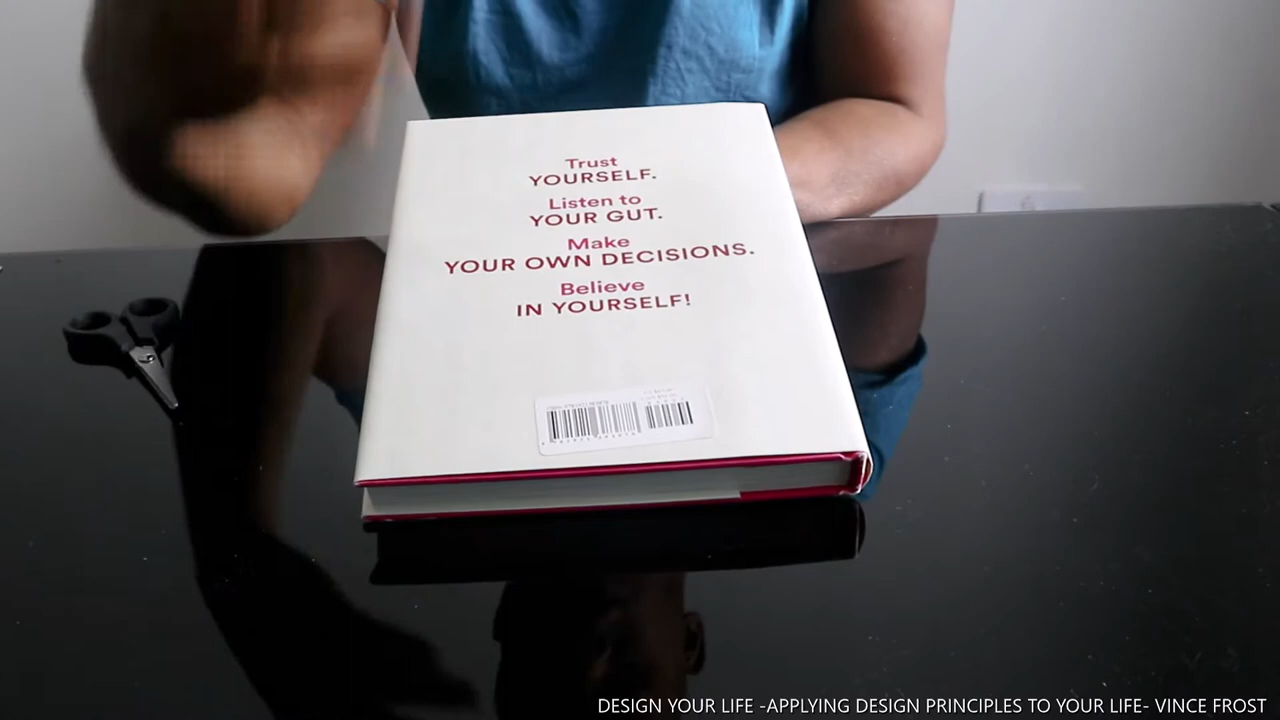 Trust
YOURSELF.
Listen to
YOUR GUT.
Make
YOUR OWN DECISIONS.
Believe
IN YOURSELF!
DESIGN YOUR LIFE -APPLYING DESIGN PRINCIPLES TO YOUR LIFE- VINCE FROST